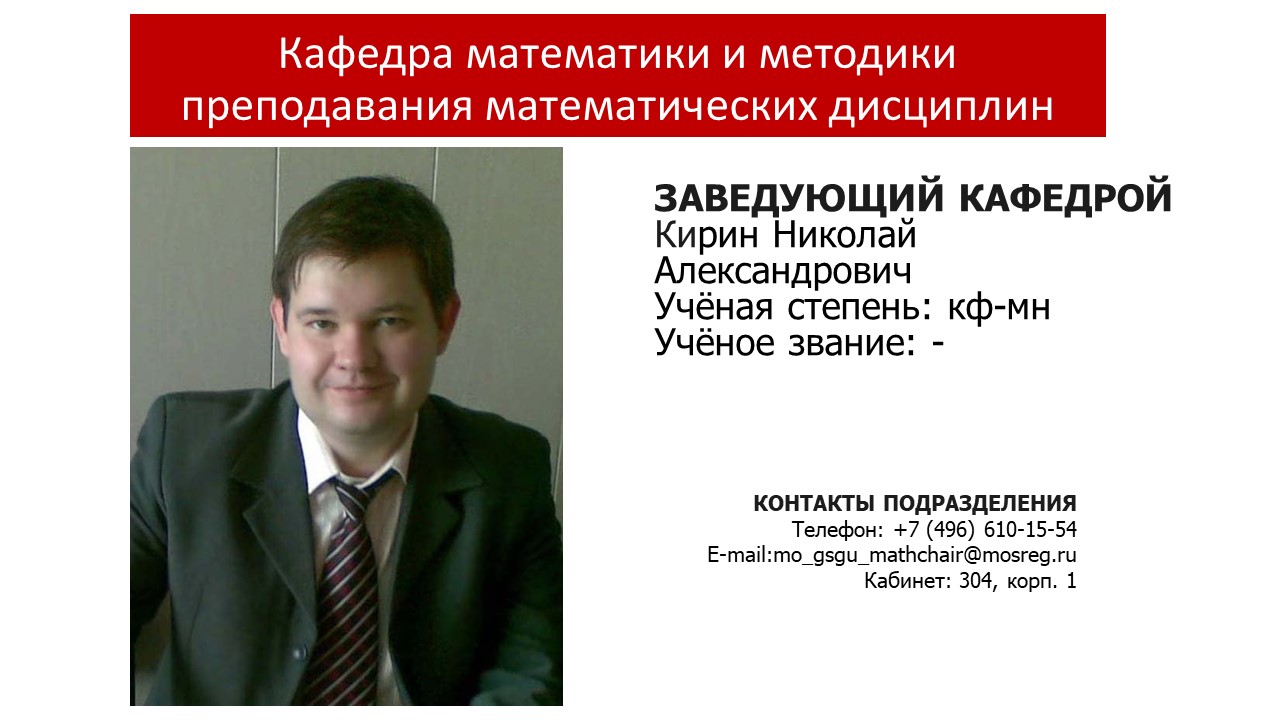 Кафедра математики и методики
преподавания математических дисциплин
ЗАВЕДУЮЩИЙ КАФЕДРОЙ
Кирин Николай
Александрович
Учёная степень: кф-мн
Учёное звание: -
КОНТАКТЫ ПОДРАЗДЕЛЕНИЯ
Телефон: +7 (496) 610-15-54
E-mail:mo_gsgu_mathchair@mosreg.ru
Кабинет: 304, корп. 1